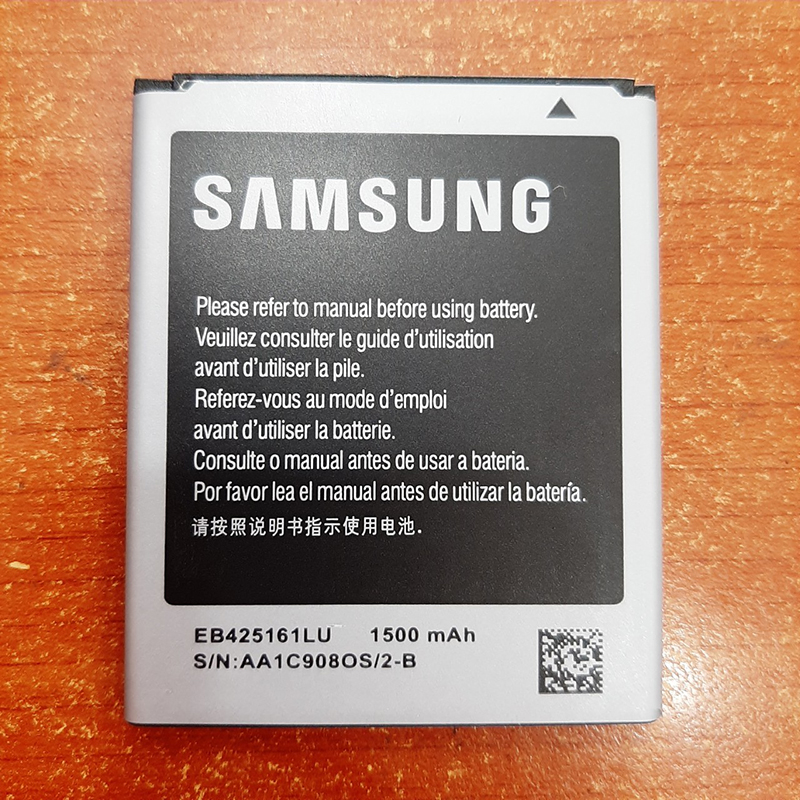 SAMSUNG
Please refer to manual before using battery.
Veuillez consulter le guide d'utilisation
avant d'utiliser la pile.
Referez-vous au mode d'emploi
avant d'utiliser la batterie.
Consulte o manual antes de usar a bateria.
Por favor lea el manual antes de utilizar la batería.
请按照说明书指示使用电池.
EB425161LU 1500 mAh
S/N:AA1C908OS/2-B